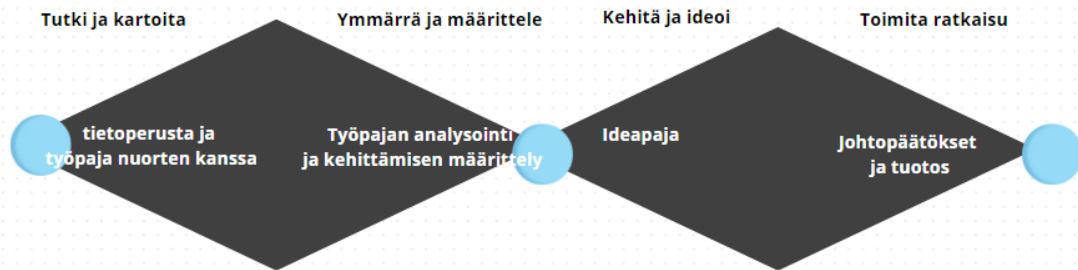 Tutki ja kartoita
Ymmärrä ja määrittele
Kehitä ja ideoi
Toimita ratkaisu
tietoperusta ja
työpaja nuorten kanssa
Työpajan analysointi
ja kehittämisen määrittely
Ideapaja
Johtopäätökset
ja tuotos